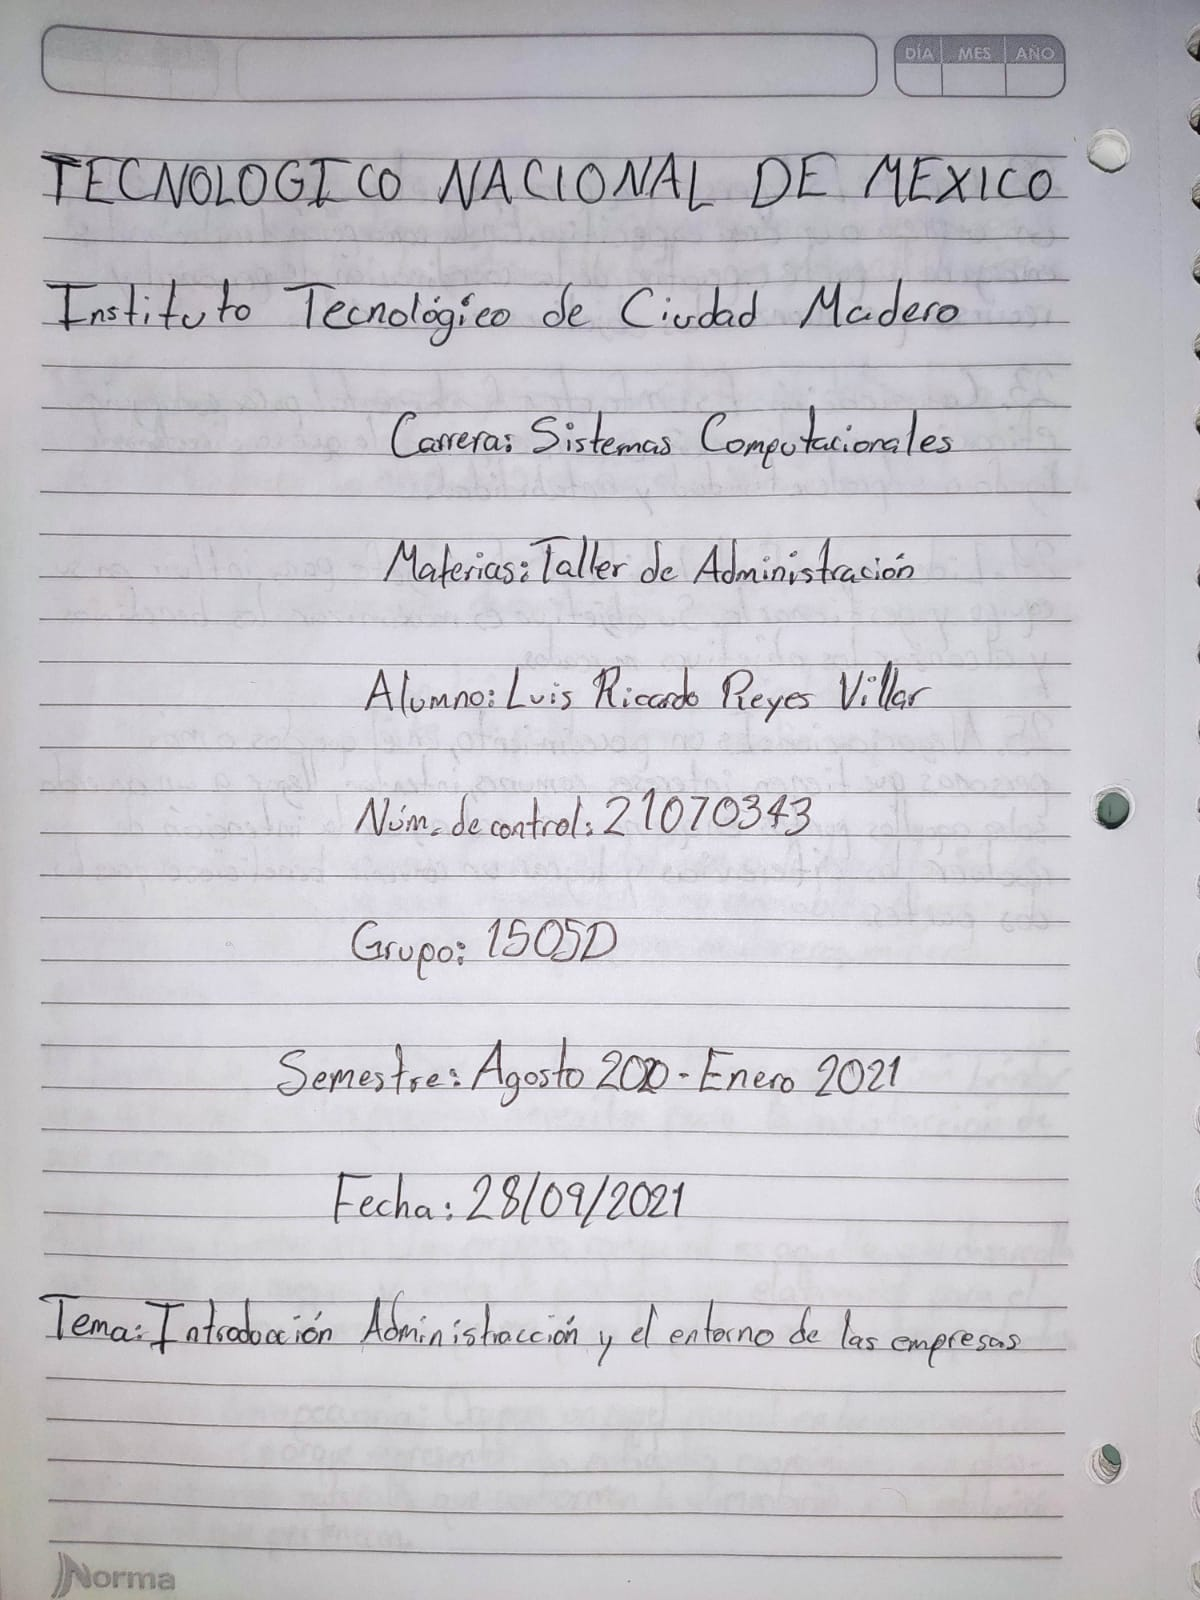 DÍA MES AÑO
TECNOLOGICO NACIONAL DE MEXICO
Instituto Tecnológico de Ciudad Madero
Carrera: Sistemas Computacionales
Materias: Taller de Administración
Alumno: Luis Ricardo Reyes Villar
Núm. de control: 21070343
Grupo: 1505D
Semestre: Agosto 2020 - Enero 2021
Fecha: 28/09/2021
Tema: Introducción Administracción y el entorno de las empresas
Norma